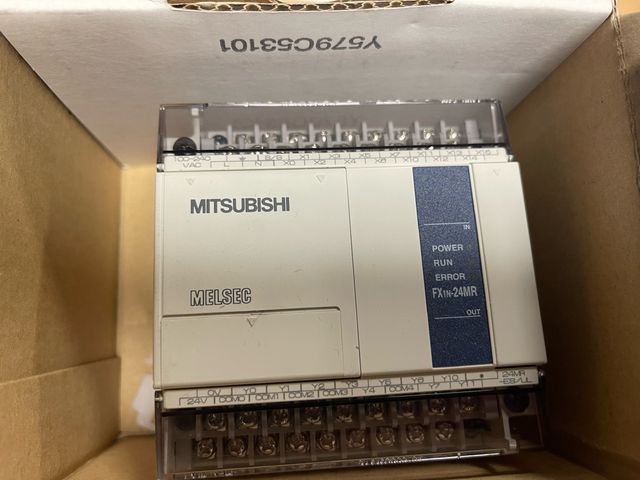 Y579C53101
100-240
VAC
L N X0 X2 X4 X6 X10 X12 X14
S/S X1 X3 X5 X7 X11 X13 X15
MITSUBISHI
IN
POWER
RUN
ERROR
MELSEC
FX1N-24MR
OUT
0V Y0 Y1 Y2 Y3 Y5 Y6 Y7 Y10 •
24V COM0 COM1 COM2 COM3 Y4 COM4 Y11
24MR
-ES/UL